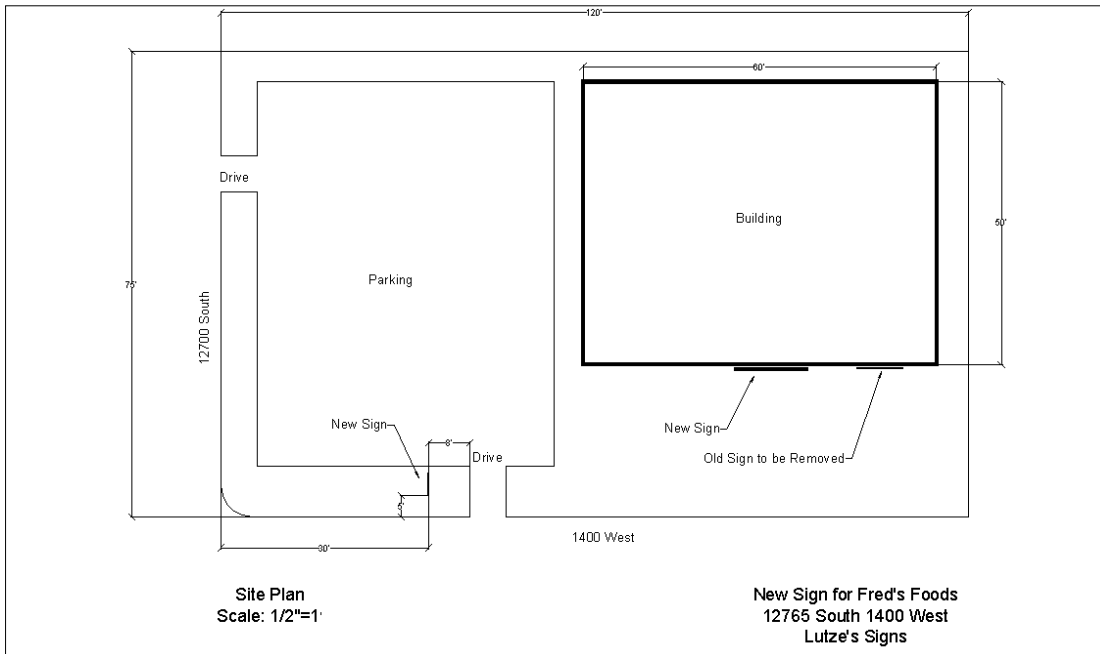 120'
60'
Drive
Building
50'
75'
Parking
12700 South
New Sign
8'
New Sign
Drive
Old Sign to be Removed
1400 West
30'
Site Plan
Scale: 1/2"=1'
New Sign for Fred's Foods
12765 South 1400 West
Lutze's Signs